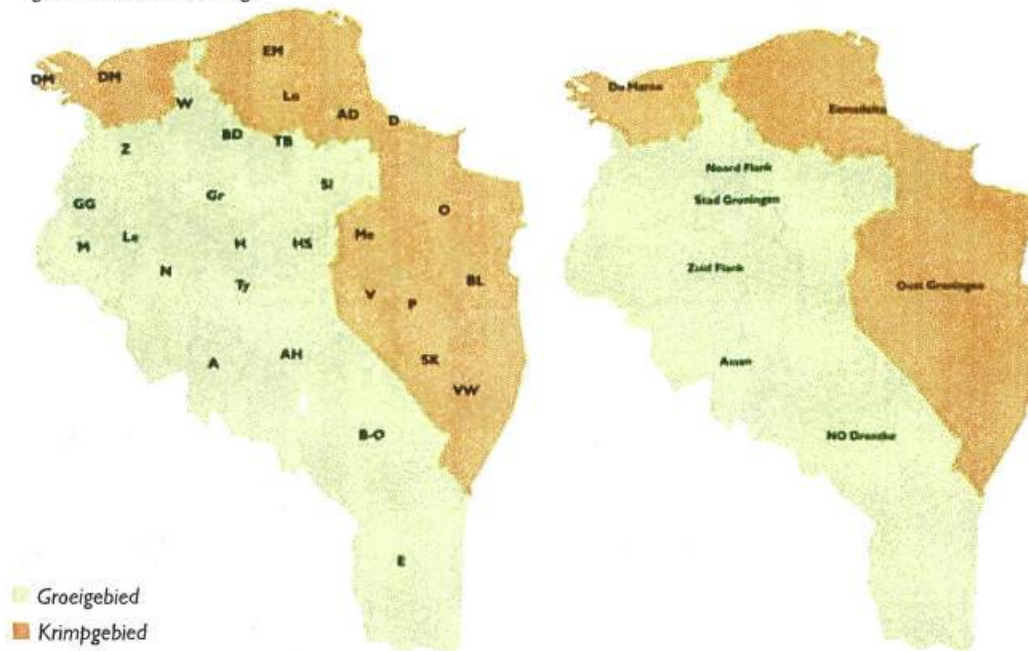 EM
DM
DM
Lo
W
AD
D
BD
TB
Z
Sl
Gr
GG
O
Me
Le
M
H
HS
N
BL
Ty
V
P
AH
A
SK
VW
B-O
E
De Marne
Eemsdelta
Noord Flank
Stad Groningen
Zuid Flank
Oost Groningen
Assen
NO Drenthe
Groeigebied
Krimpgebied